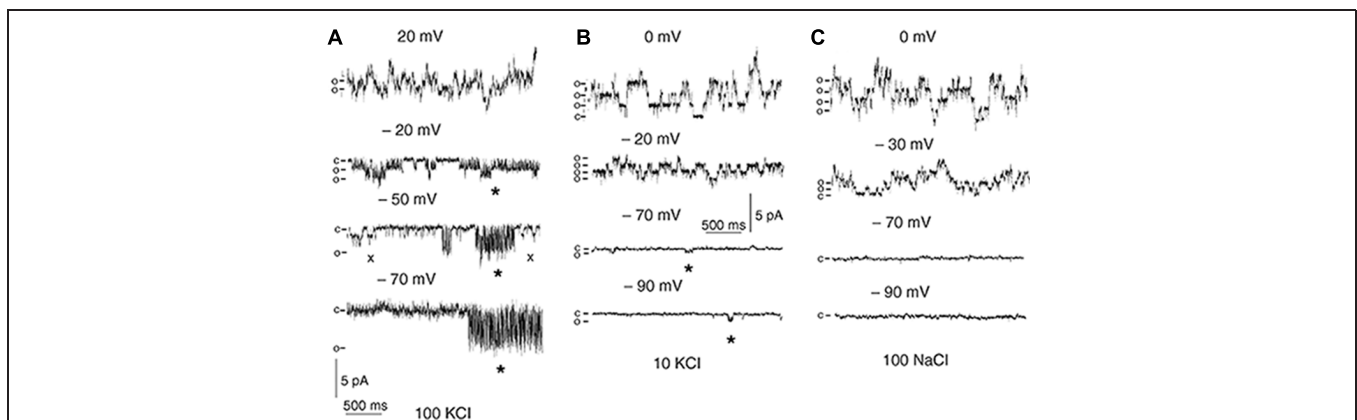 A
20 mV
o
o
– 20 mV
c
o
o
*
– 50 mV
c
o
x
*
x
– 70 mV
c
o
*
5 pA
500 ms
100 KCl
B
0 mV
o
o
o
c
– 20 mV
o
o
c
5 pA
500 ms
– 70 mV
c
o
*
– 90 mV
c
o
*
10 KCl
C
0 mV
o
o
o
c
– 30 mV
o
o
c
– 70 mV
c
– 90 mV
c
100 NaCl